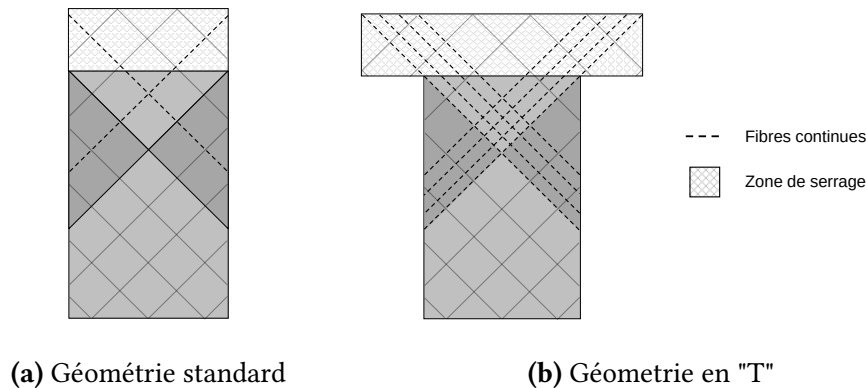 Fibres continues
Zone de serrage
(a) Géométrie standard
(b) Géometrie en "T"